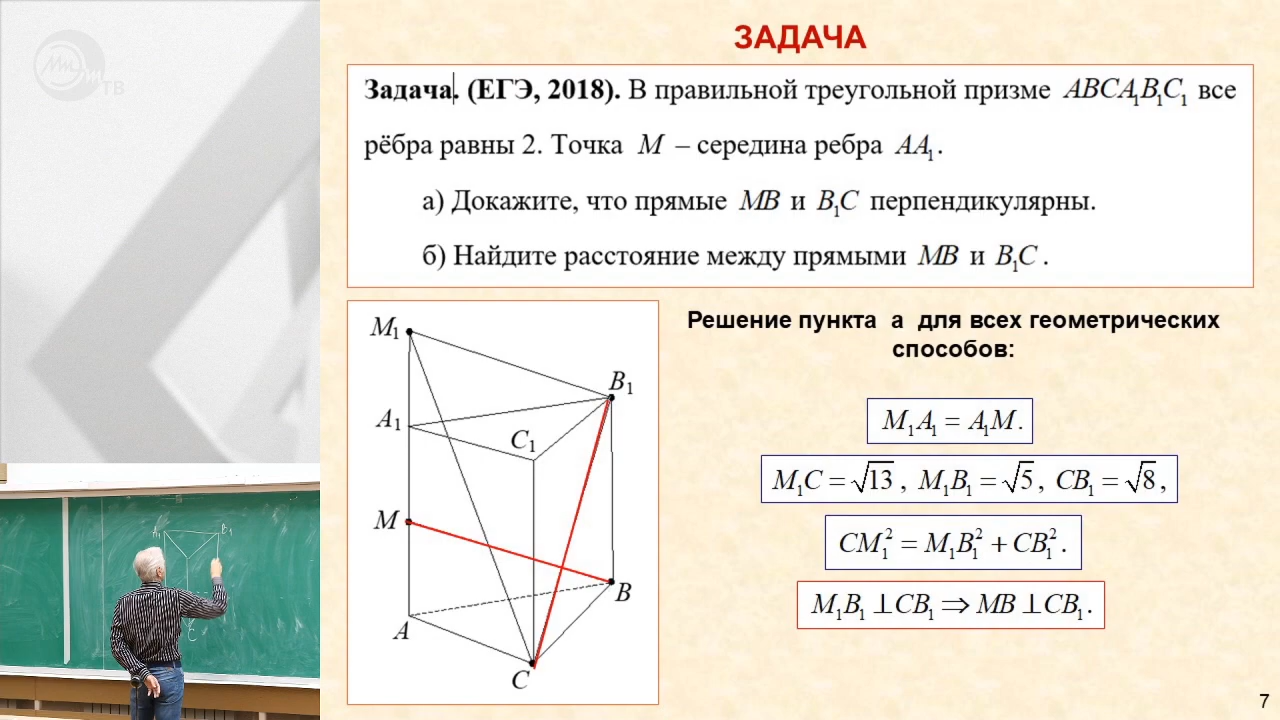 ТВ
ЗАДАЧА
Задача. (ЕГЭ, 2018). В правильной треугольной призме ABCA₁B₁C₁ все
рёбра равны 2. Точка M – середина ребра AA₁.
а) Докажите, что прямые MB и B₁C перпендикулярны.
б) Найдите расстояние между прямыми MB и B₁C.
M₁
B₁
A₁
C₁
M
B
A
C
Решение пункта а для всех геометрических
способов:
M₁A₁ = A₁M.
M₁C = √13, M₁B₁ = √5, CB₁ = √8,
CM₁² = M₁B₁² + CB₁².
M₁B₁ ⊥ CB₁ ⇒ MB ⊥ CB₁.
B₁
C
7